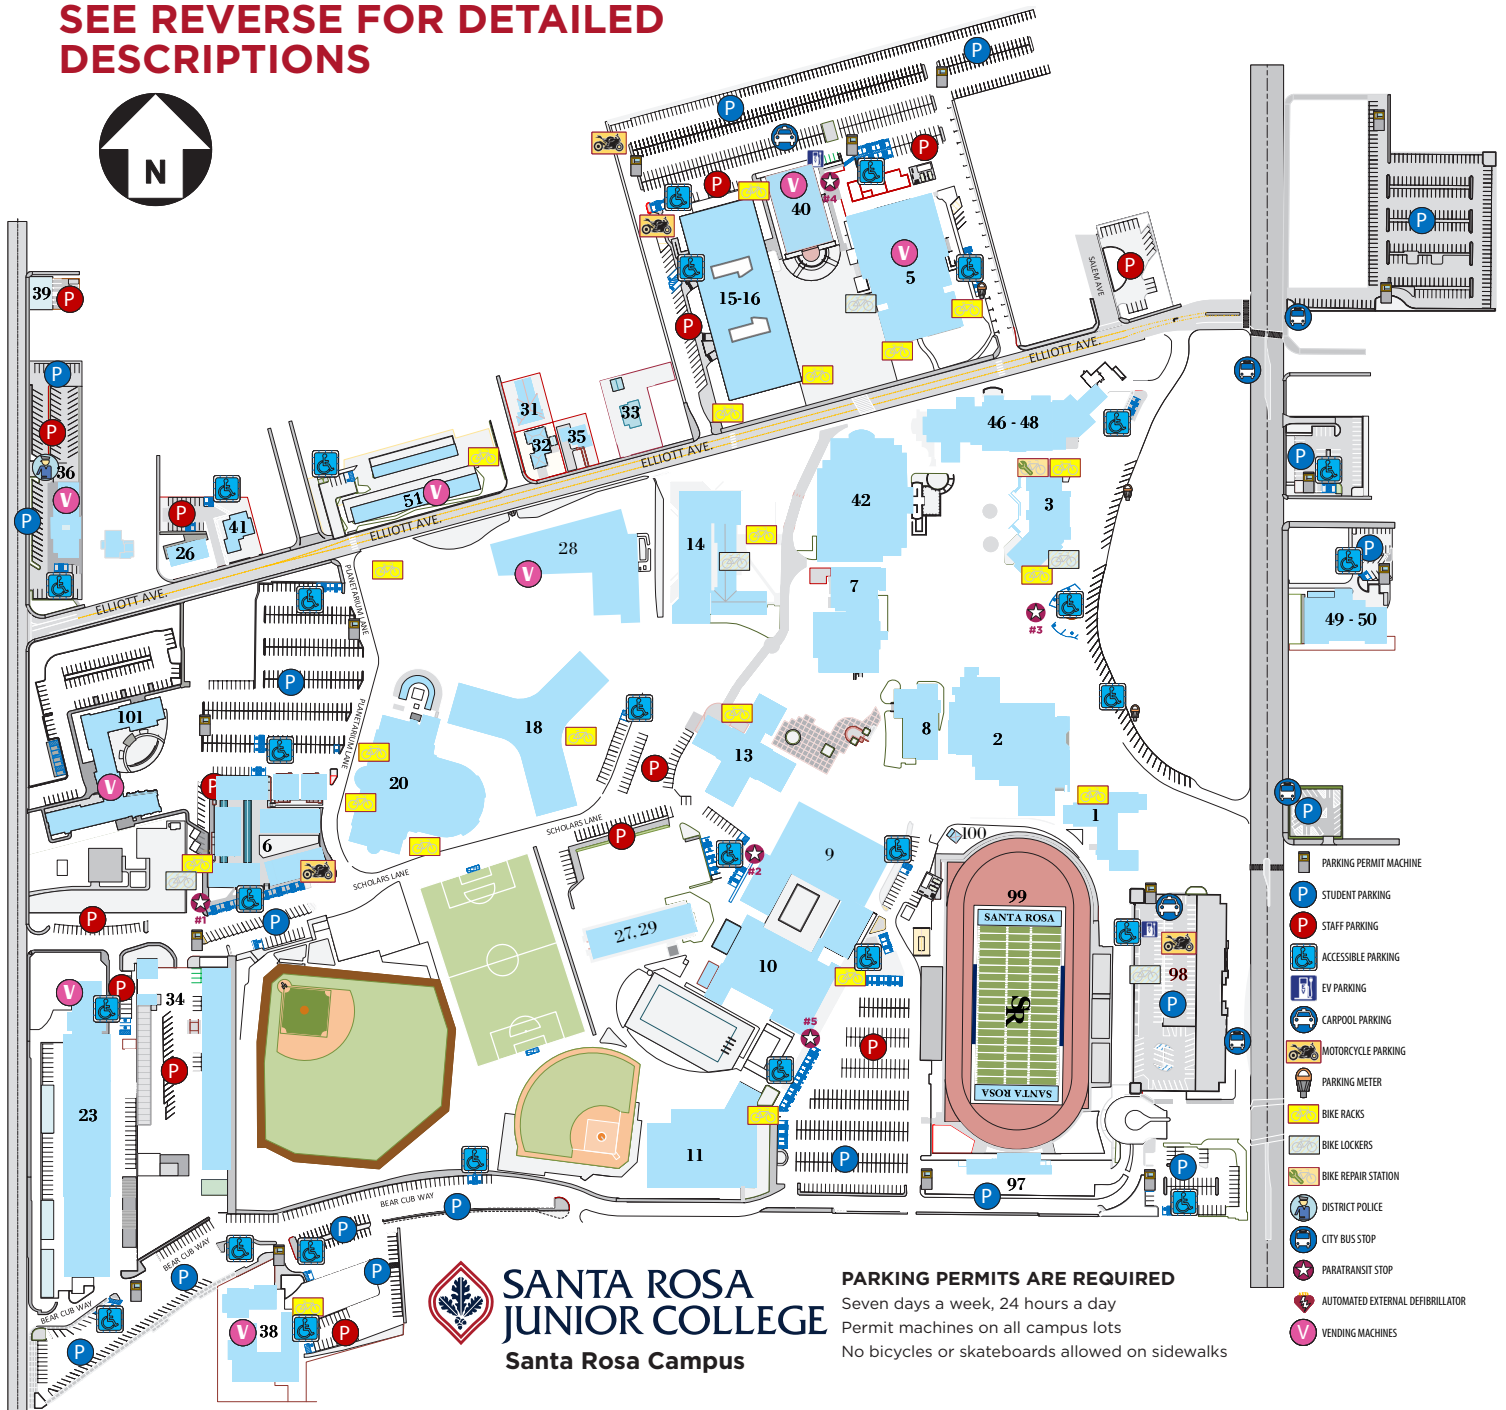 SEE REVERSE FOR DETAILED
DESCRIPTIONS
N
P
P
P
V
40
#4
P
5
V
15-16
P
SALEM AVE
P
P
39
P
P
P
36
V
P
31
32
35
33
ELLIOTT AVE.
ELLIOTT AVE.
46 - 48
P
51
V
ELLIOTT AVE.
P
41
26
ELLIOTT AVE.
28
V
14
42
3
P
49 - 50
7
#3
PLANETARIUM LANE
P
101
V
PLANETARIUM LANE
18
20
P
13
8
2
1
100
P
P
6
SCHOLARS LANE
SCHOLARS LANE
P
#2
9
#1
P
P
27, 29
10
99
SANTA ROSA
SR
SANTA ROSA
98
P
V
P
34
P
23
#5
P
11
P
97
P
P
BEAR CUB WAY
P
BEAR CUB WAY
P
P
P
BEAR CUB WAY
P
V
38
P
PARKING PERMIT MACHINE
P STUDENT PARKING
P STAFF PARKING
ACCESSIBLE PARKING
EV PARKING
CARPOOL PARKING
MOTORCYCLE PARKING
PARKING METER
BIKE RACKS
BIKE LOCKERS
BIKE REPAIR STATION
DISTRICT POLICE
CITY BUS STOP
PARATRANSIT STOP
AUTOMATED EXTERNAL DEFIBRILLATOR
V VENDING MACHINES
SANTA ROSA
JUNIOR COLLEGE
Santa Rosa Campus
PARKING PERMITS ARE REQUIRED
Seven days a week, 24 hours a day
Permit machines on all campus lots
No bicycles or skateboards allowed on sidewalks